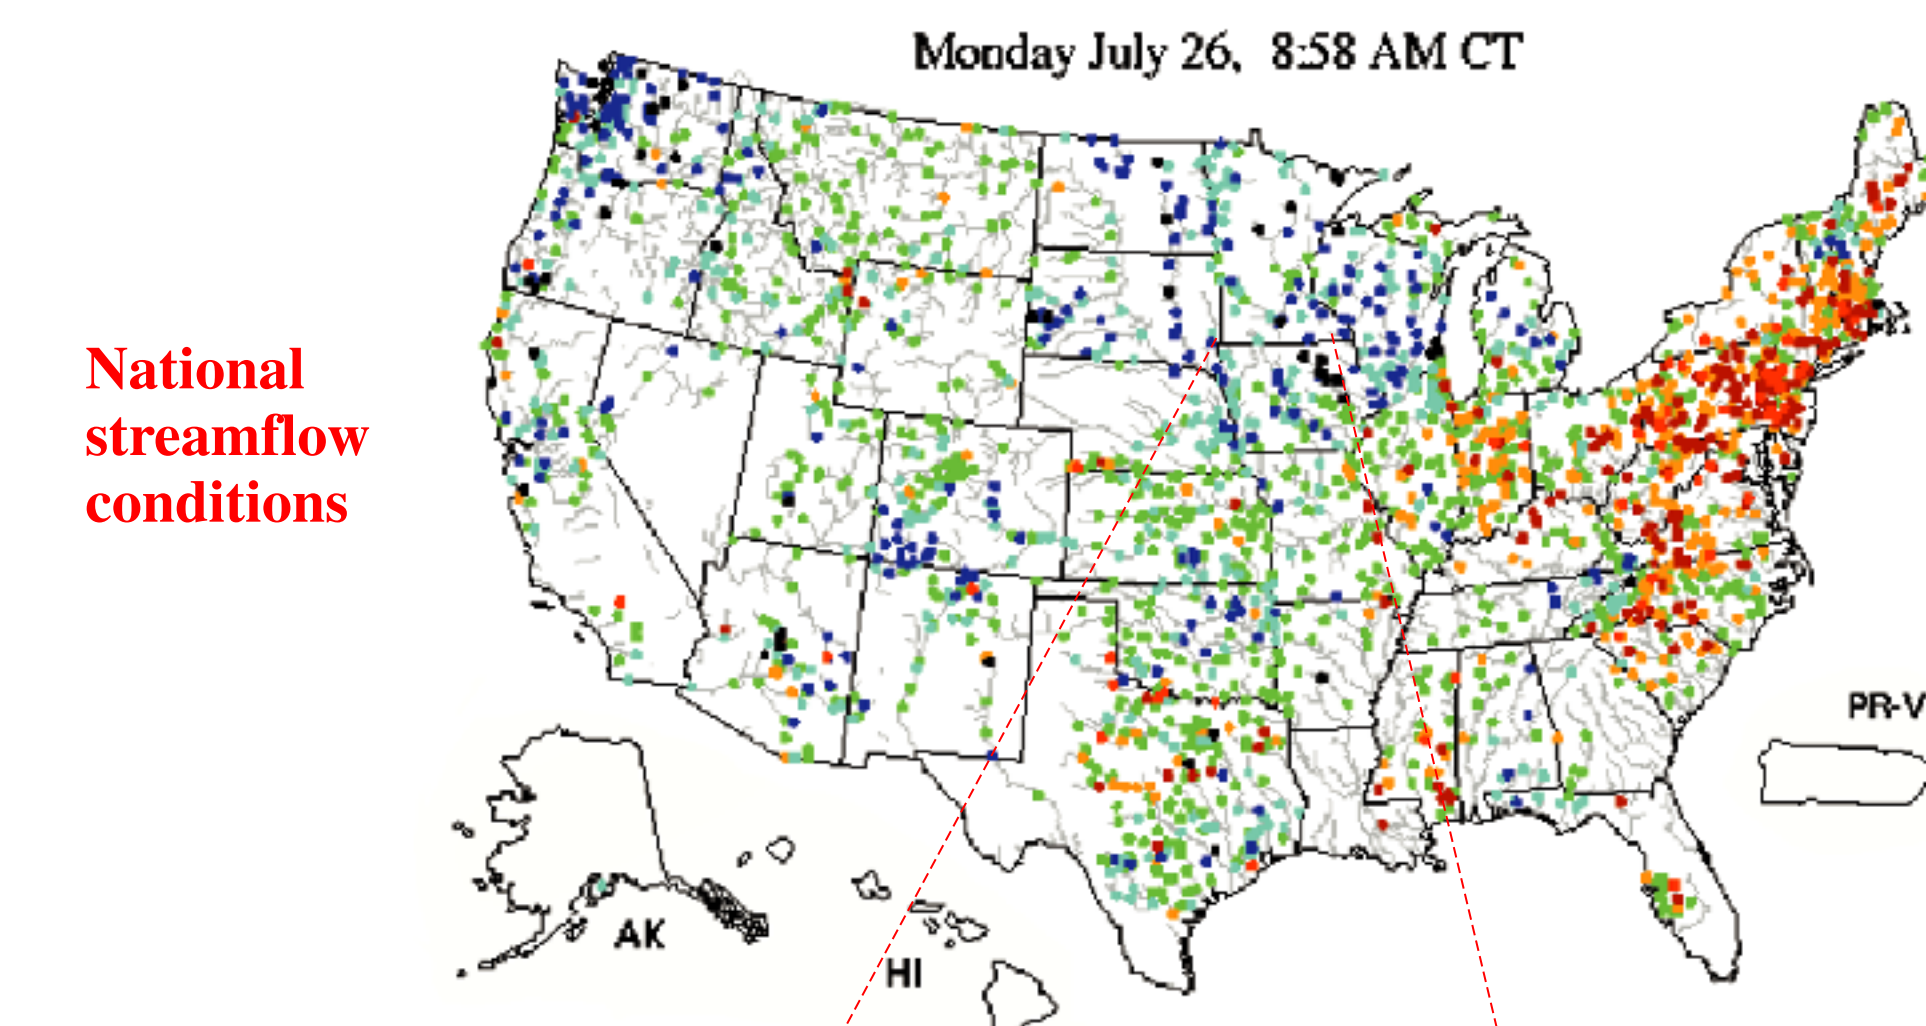 Monday July 26, 8:58 AM CT
National
streamflow
conditions
PR-V
AK
HI